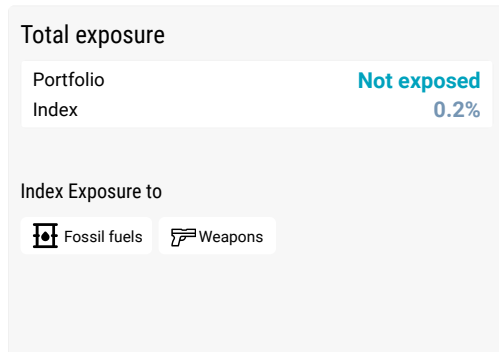 Total exposure
Portfolio Not exposed
Index 0.2%
Index Exposure to
Fossil fuels Weapons